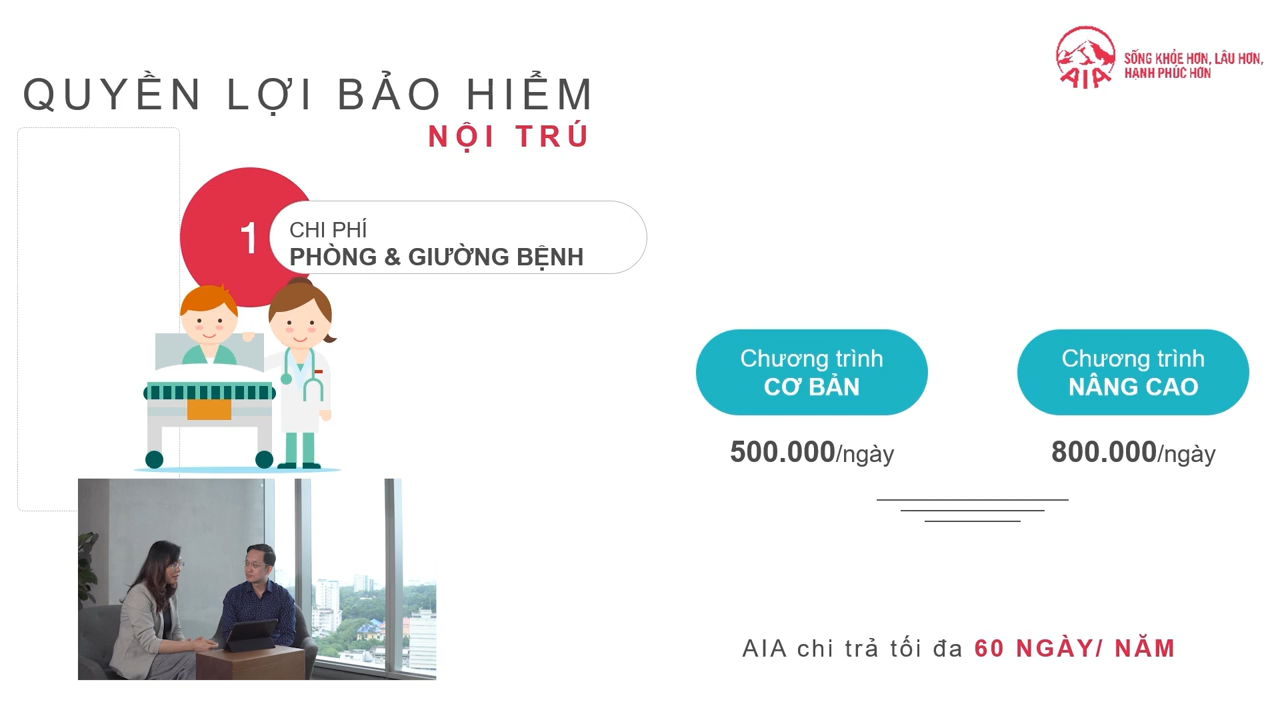 AIA
SỐNG KHỎE HƠN, LÂU HƠN,
HẠNH PHÚC HƠN
QUYỀN LỢI BẢO HIỂM
NỘI TRÚ
1
CHI PHÍ
PHÒNG & GIƯỜNG BỆNH
Chương trình
CƠ BẢN
500.000/ngày
Chương trình
NÂNG CAO
800.000/ngày
AIA chi trả tối đa 60 NGÀY/ NĂM